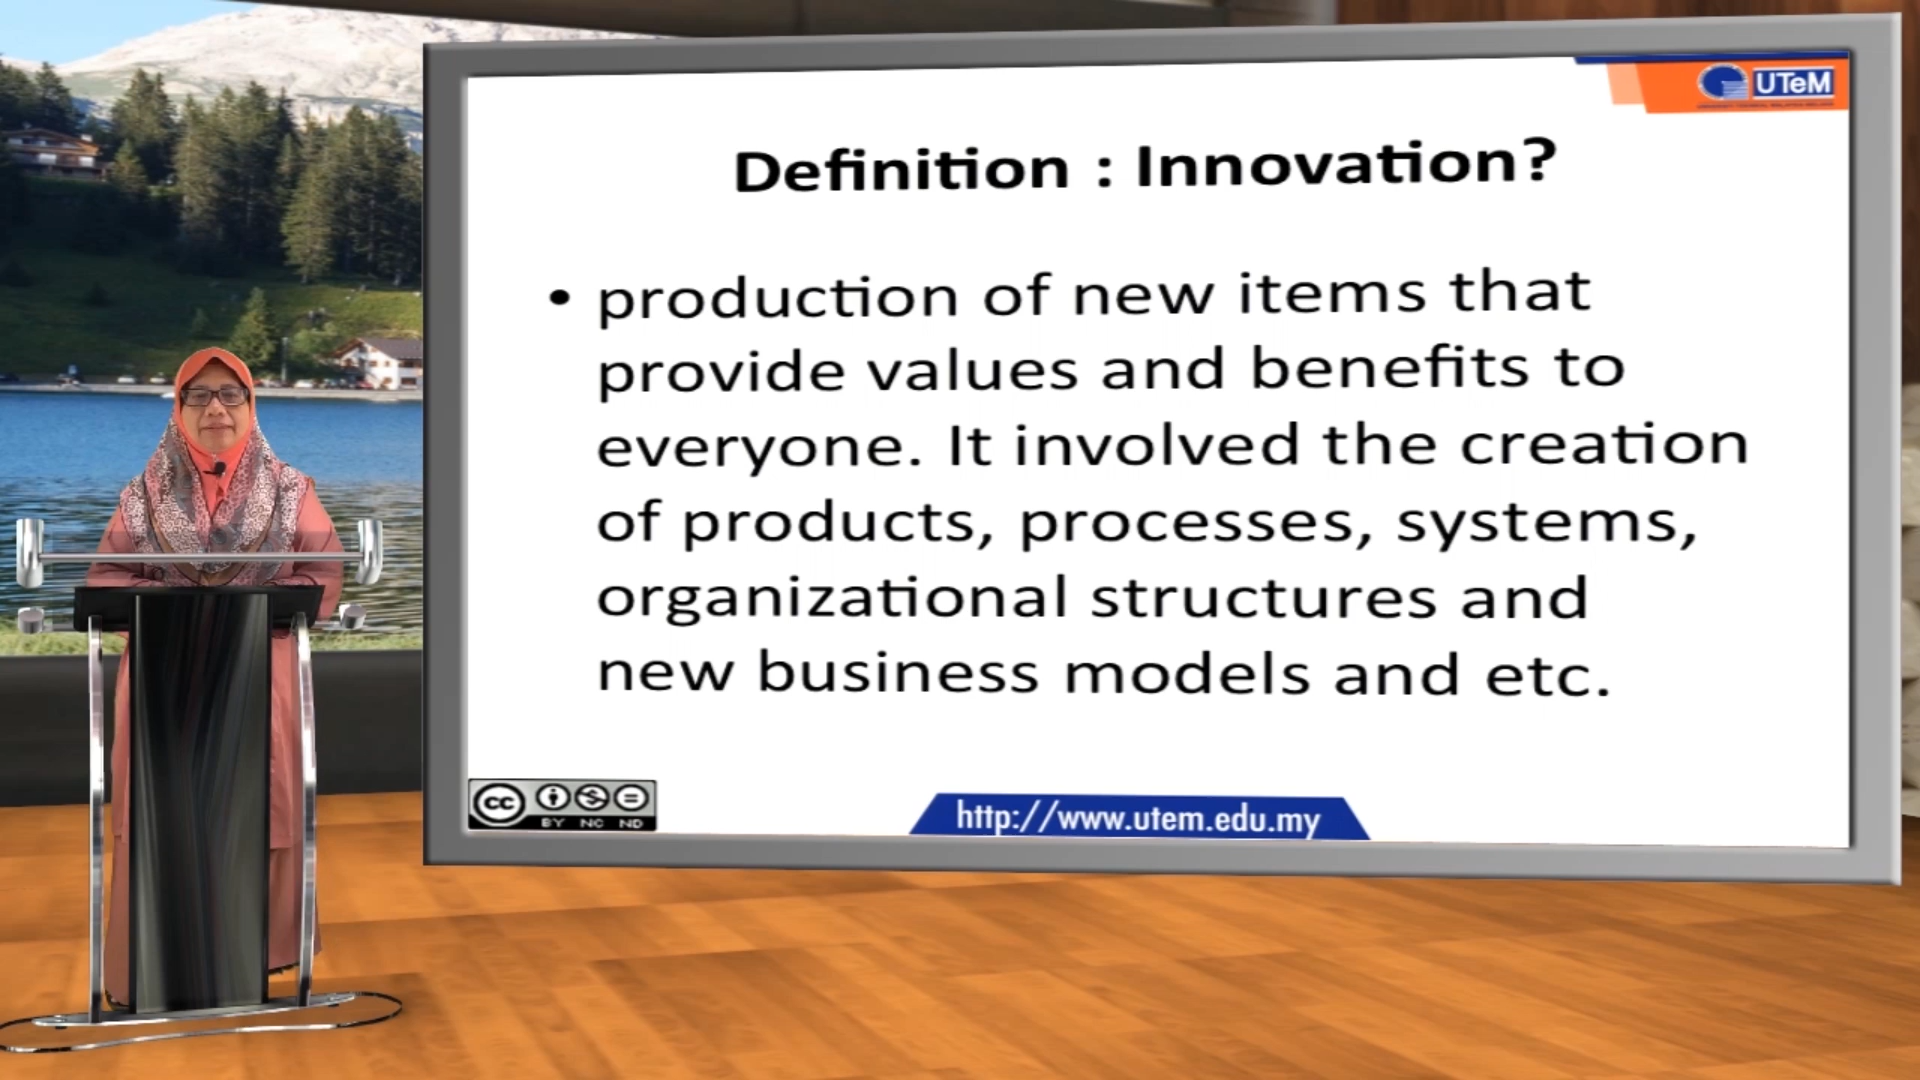 UTeM
Definition : Innovation?
• production of new items that
provide values and benefits to
everyone. It involved the creation
of products, processes, systems,
organizational structures and
new business models and etc.
cc
BY NC ND
http://www.utem.edu.my